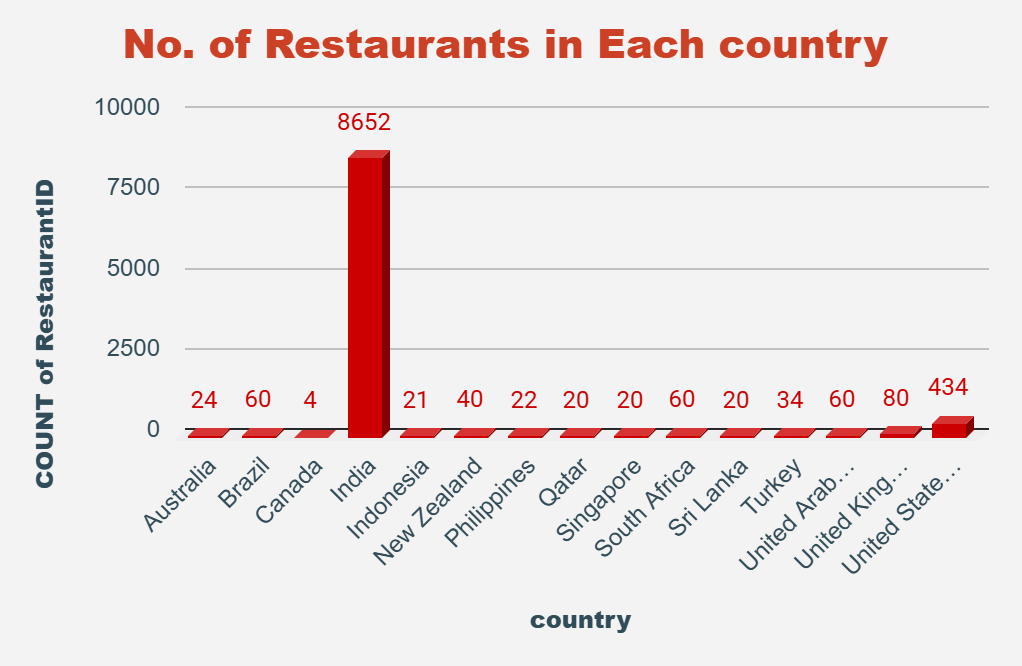 No. of Restaurants in Each country
COUNT of RestaurantID
10000
7500
5000
2500
0
24
60
4
8652
21
40
22
20
20
60
20
34
60
80
434
Australia
Brazil
Canada
India
Indonesia
New Zealand
Philippines
Qatar
Singapore
South Africa
Sri Lanka
Turkey
United Arab…
United King…
United State…
country